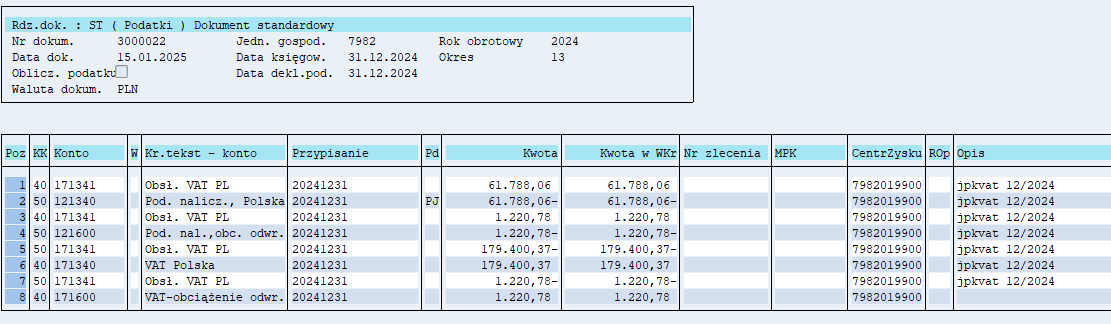 Rdz.dok. : ST ( Podatki ) Dokument standardowy
Nr dokum. 3000022 Jedn. gospod. 7982 Rok obrotowy 2024
Data dok. 15.01.2025 Data księgow. 31.12.2024 Okres 13
Oblicz. podatku Data dekl.pod. 31.12.2024
Waluta dokum. PLN
Poz KK Konto W Kr.tekst - konto Przypisanie Pd Kwota Kwota w WKr Nr zlecenia MPK CentrZysku ROp Opis
1 40 171341 Obsł. VAT PL 20241231 61.788,06 61.788,06 7982019900 jpkvat 12/2024
2 50 121340 Pod. nalicz., Polska 20241231 PJ 61.788,06- 61.788,06- 7982019900 jpkvat 12/2024
3 40 171341 Obsł. VAT PL 20241231 1.220,78 1.220,78 7982019900 jpkvat 12/2024
4 50 121600 Pod. nal.,obc. odwr. 20241231 1.220,78- 1.220,78- 7982019900 jpkvat 12/2024
5 50 171341 Obsł. VAT PL 20241231 179.400,37- 179.400,37- 7982019900 jpkvat 12/2024
6 40 171340 VAT Polska 20241231 179.400,37 179.400,37 7982019900 jpkvat 12/2024
7 50 171341 Obsł. VAT PL 20241231 1.220,78- 1.220,78- 7982019900 jpkvat 12/2024
8 40 171600 VAT-obciążenie odwr. 20241231 1.220,78 1.220,78 7982019900